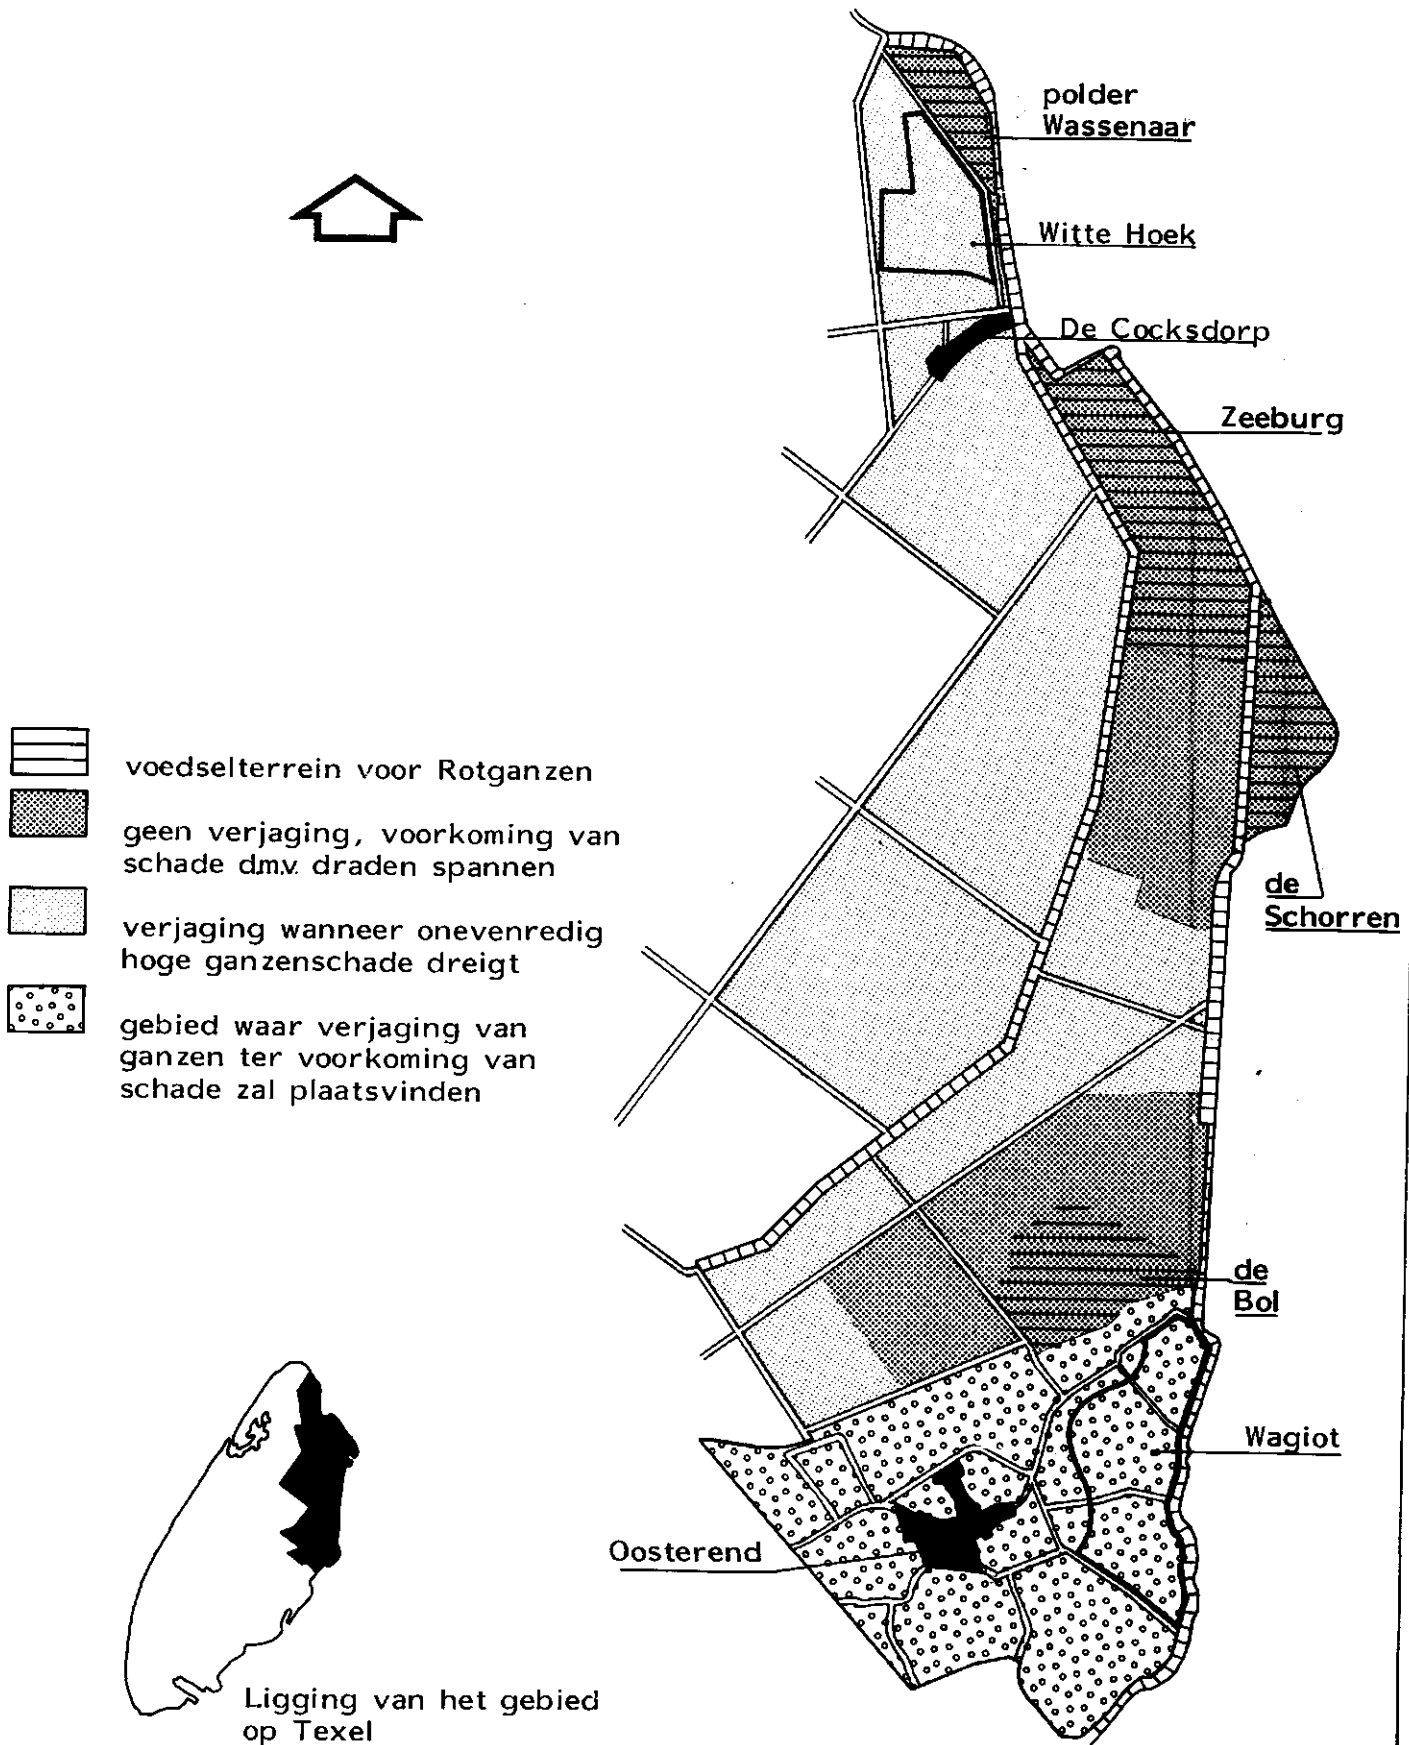 polder
Wassenaar
Witte Hoek
De Cocksdorp
Zeeburg
voedselterrein voor Rotganzen
geen verjaging, voorkoming van
schade d.m.v. draden spannen
verjaging wanneer onevenredig
hoge ganzenschade dreigt
gebied waar verjaging van
ganzen ter voorkoming van
schade zal plaatsvinden
de
Schorren
de
Bol
Wagiot
Oosterend
Ligging van het gebied
op Texel